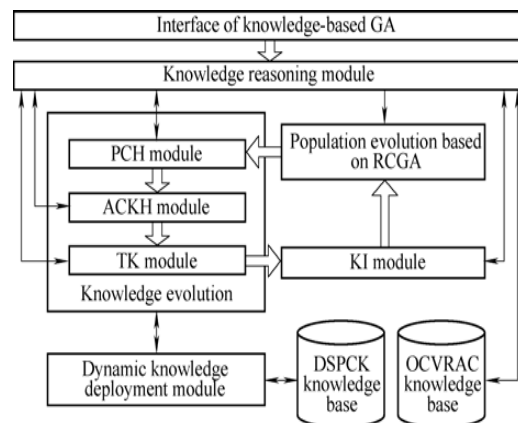 Interface of knowledge-based GA
Knowledge reasoning module
PCH module
Population evolution based
on RCGA
ACKH module
TK module
KI module
Knowledge evolution
Dynamic knowledge
deployment module
DSPCK
knowledge
base
OCVRAC
knowledge
base